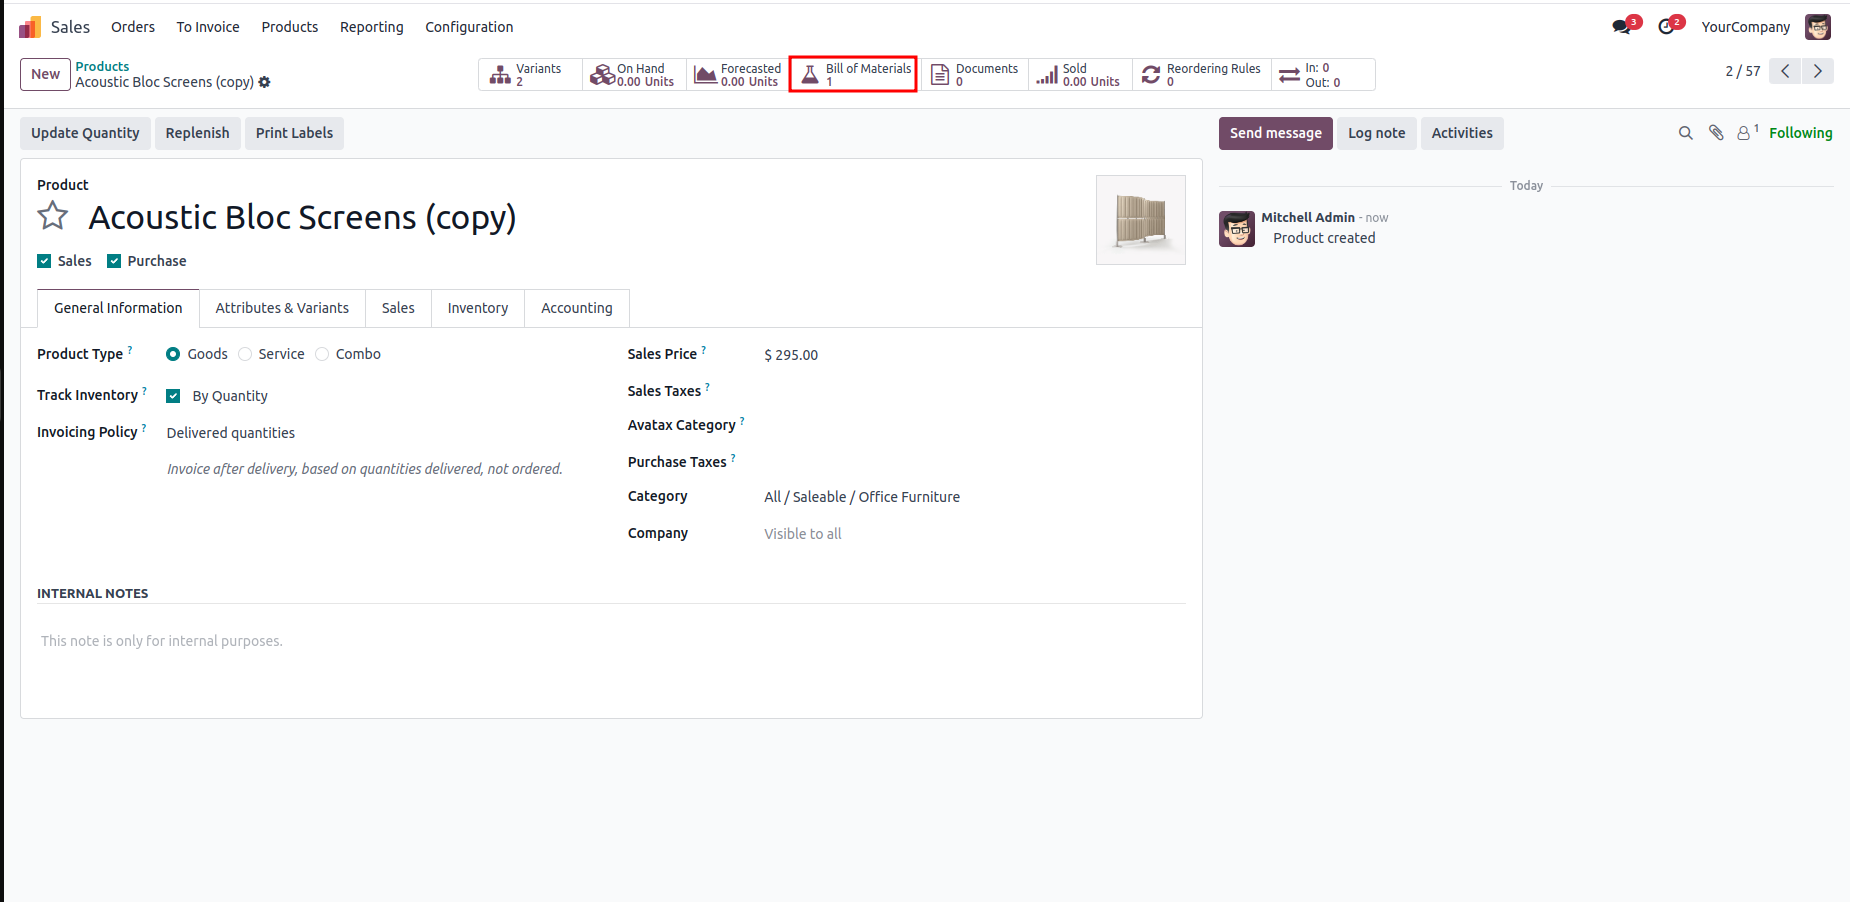 Sales Orders To Invoice Products Reporting Configuration 3 2 YourCompany
New Products
Acoustic Bloc Screens (copy)
Variants
2
On Hand
0.00 Units
Forecasted
0.00 Units
Bill of Materials
1
Documents
0
Sold
0.00 Units
Reordering Rules
0
In: 0
Out: 0
2 / 57
Update Quantity Replenish Print Labels
Send message Log note Activities 1 Following
Product
Acoustic Bloc Screens (copy)
Sales Purchase
General Information Attributes & Variants Sales Inventory Accounting
Product Type ? Goods Service Combo
Track Inventory ? By Quantity
Invoicing Policy ? Delivered quantities
Invoice after delivery, based on quantities delivered, not ordered.
Sales Price ? $ 295.00
Sales Taxes ?
Avatax Category ?
Purchase Taxes ?
Category All / Saleable / Office Furniture
Company Visible to all
INTERNAL NOTES
This note is only for internal purposes.
Today
Mitchell Admin - now
Product created